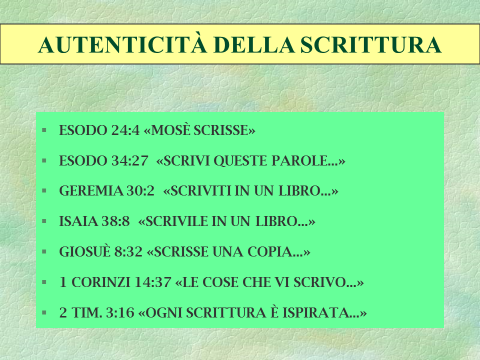 AUTENTICITÀ DELLA SCRITTURA
▪ ESODO 24:4 «MOSÈ SCRISSE»
▪ ESODO 34:27 «SCRIVI QUESTE PAROLE...»
▪ GEREMIA 30:2 «SCRIVITI IN UN LIBRO...»
▪ ISAIA 38:8 «SCRIVILE IN UN LIBRO...»
▪ GIOSUÈ 8:32 «SCRISSE UNA COPIA...»
▪ 1 CORINZI 14:37 «LE COSE CHE VI SCRIVO...»
▪ 2 TIM. 3:16 «OGNI SCRITTURA È ISPIRATA...»